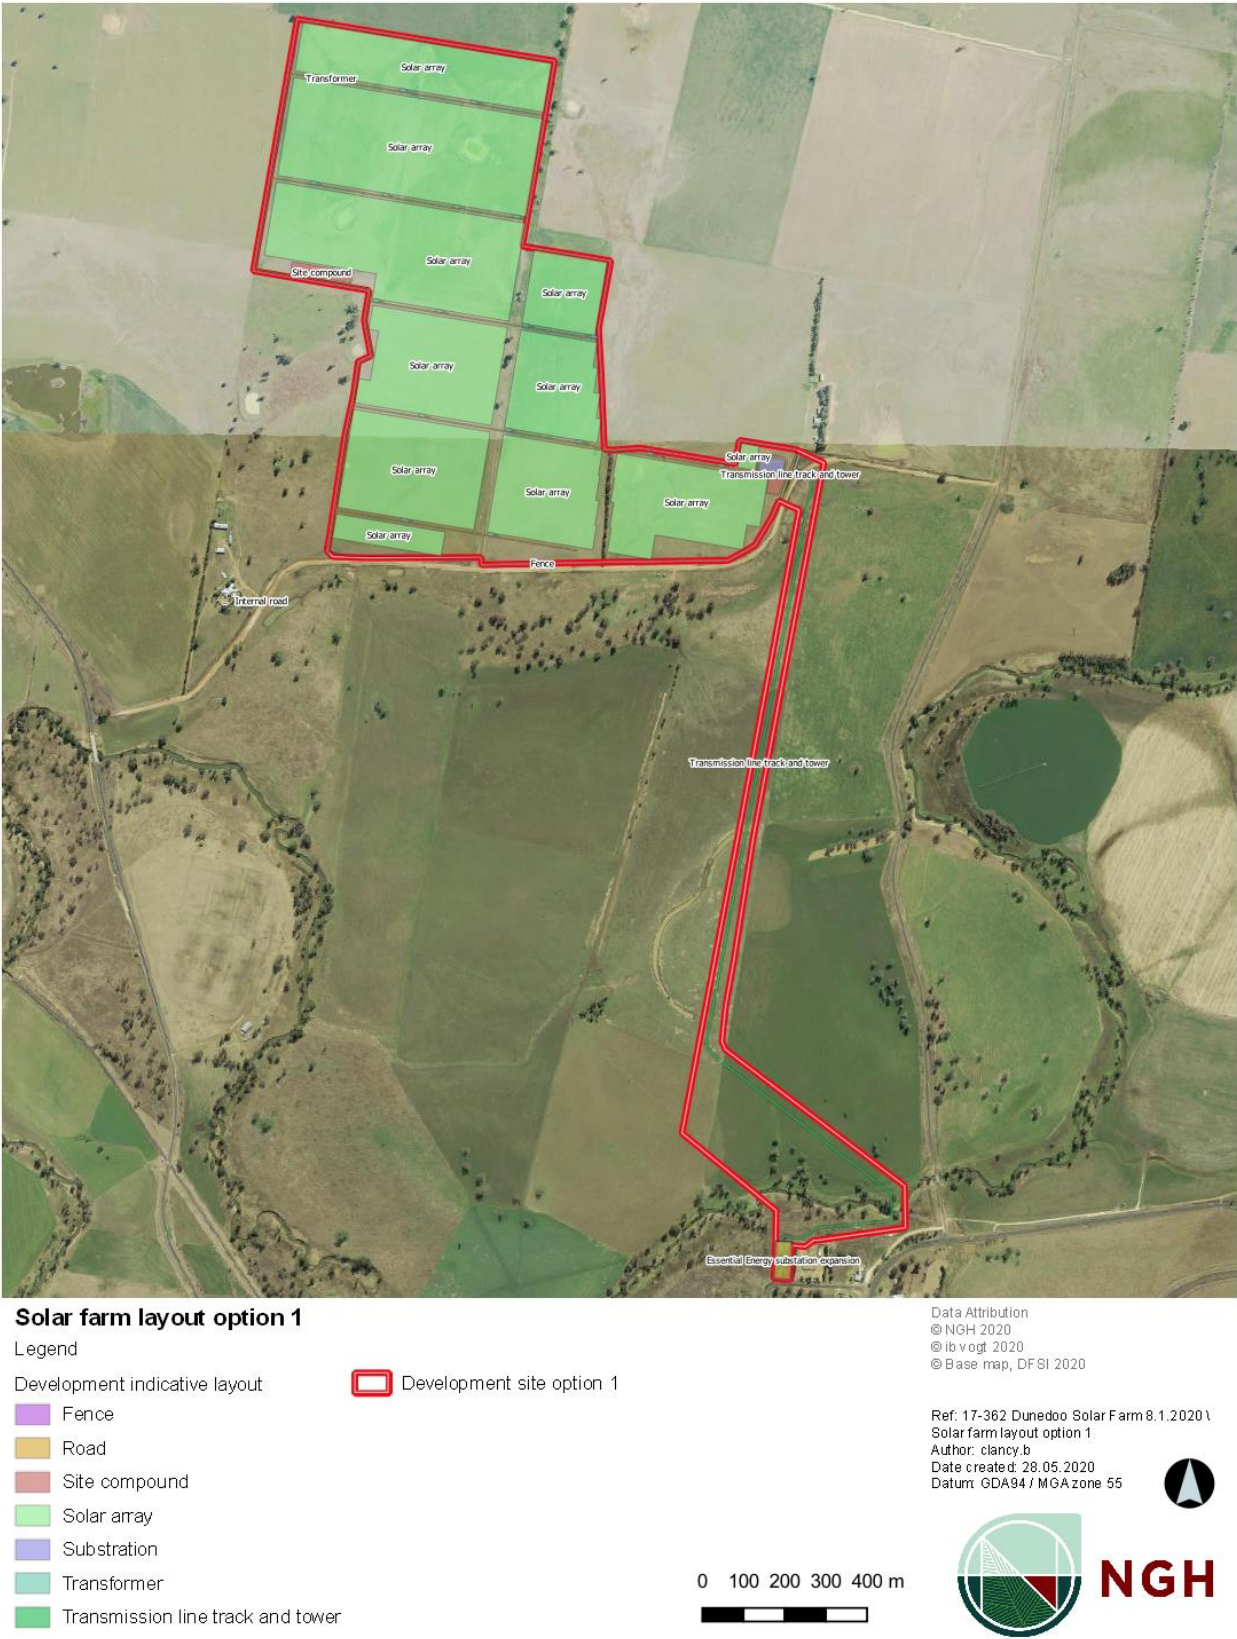 Solar array
Transformer
Solar array
Solar array
Site compound
Solar array
Solar array
Solar array
Solar array
Transmission line track and tower
Solar array
Solar array
Solar array
Solar array
Fence
Internal road
Transmission line track and tower
Essential Energy substation expansion
Solar farm layout option 1
Legend
Development indicative layout
Development site option 1
Fence
Road
Site compound
Solar array
Substration
Transformer
Transmission line track and tower
0 100 200 300 400 m
Data Attribution
© NGH 2020
© ib vogt 2020
© Base map, DFSI 2020
Ref: 17-362 Dunedoo Solar Farm 8.1.2020 \
Solar farm layout option 1
Author: clancy.b
Date created: 28.05.2020
Datum: GDA94 / MGA zone 55
NGH